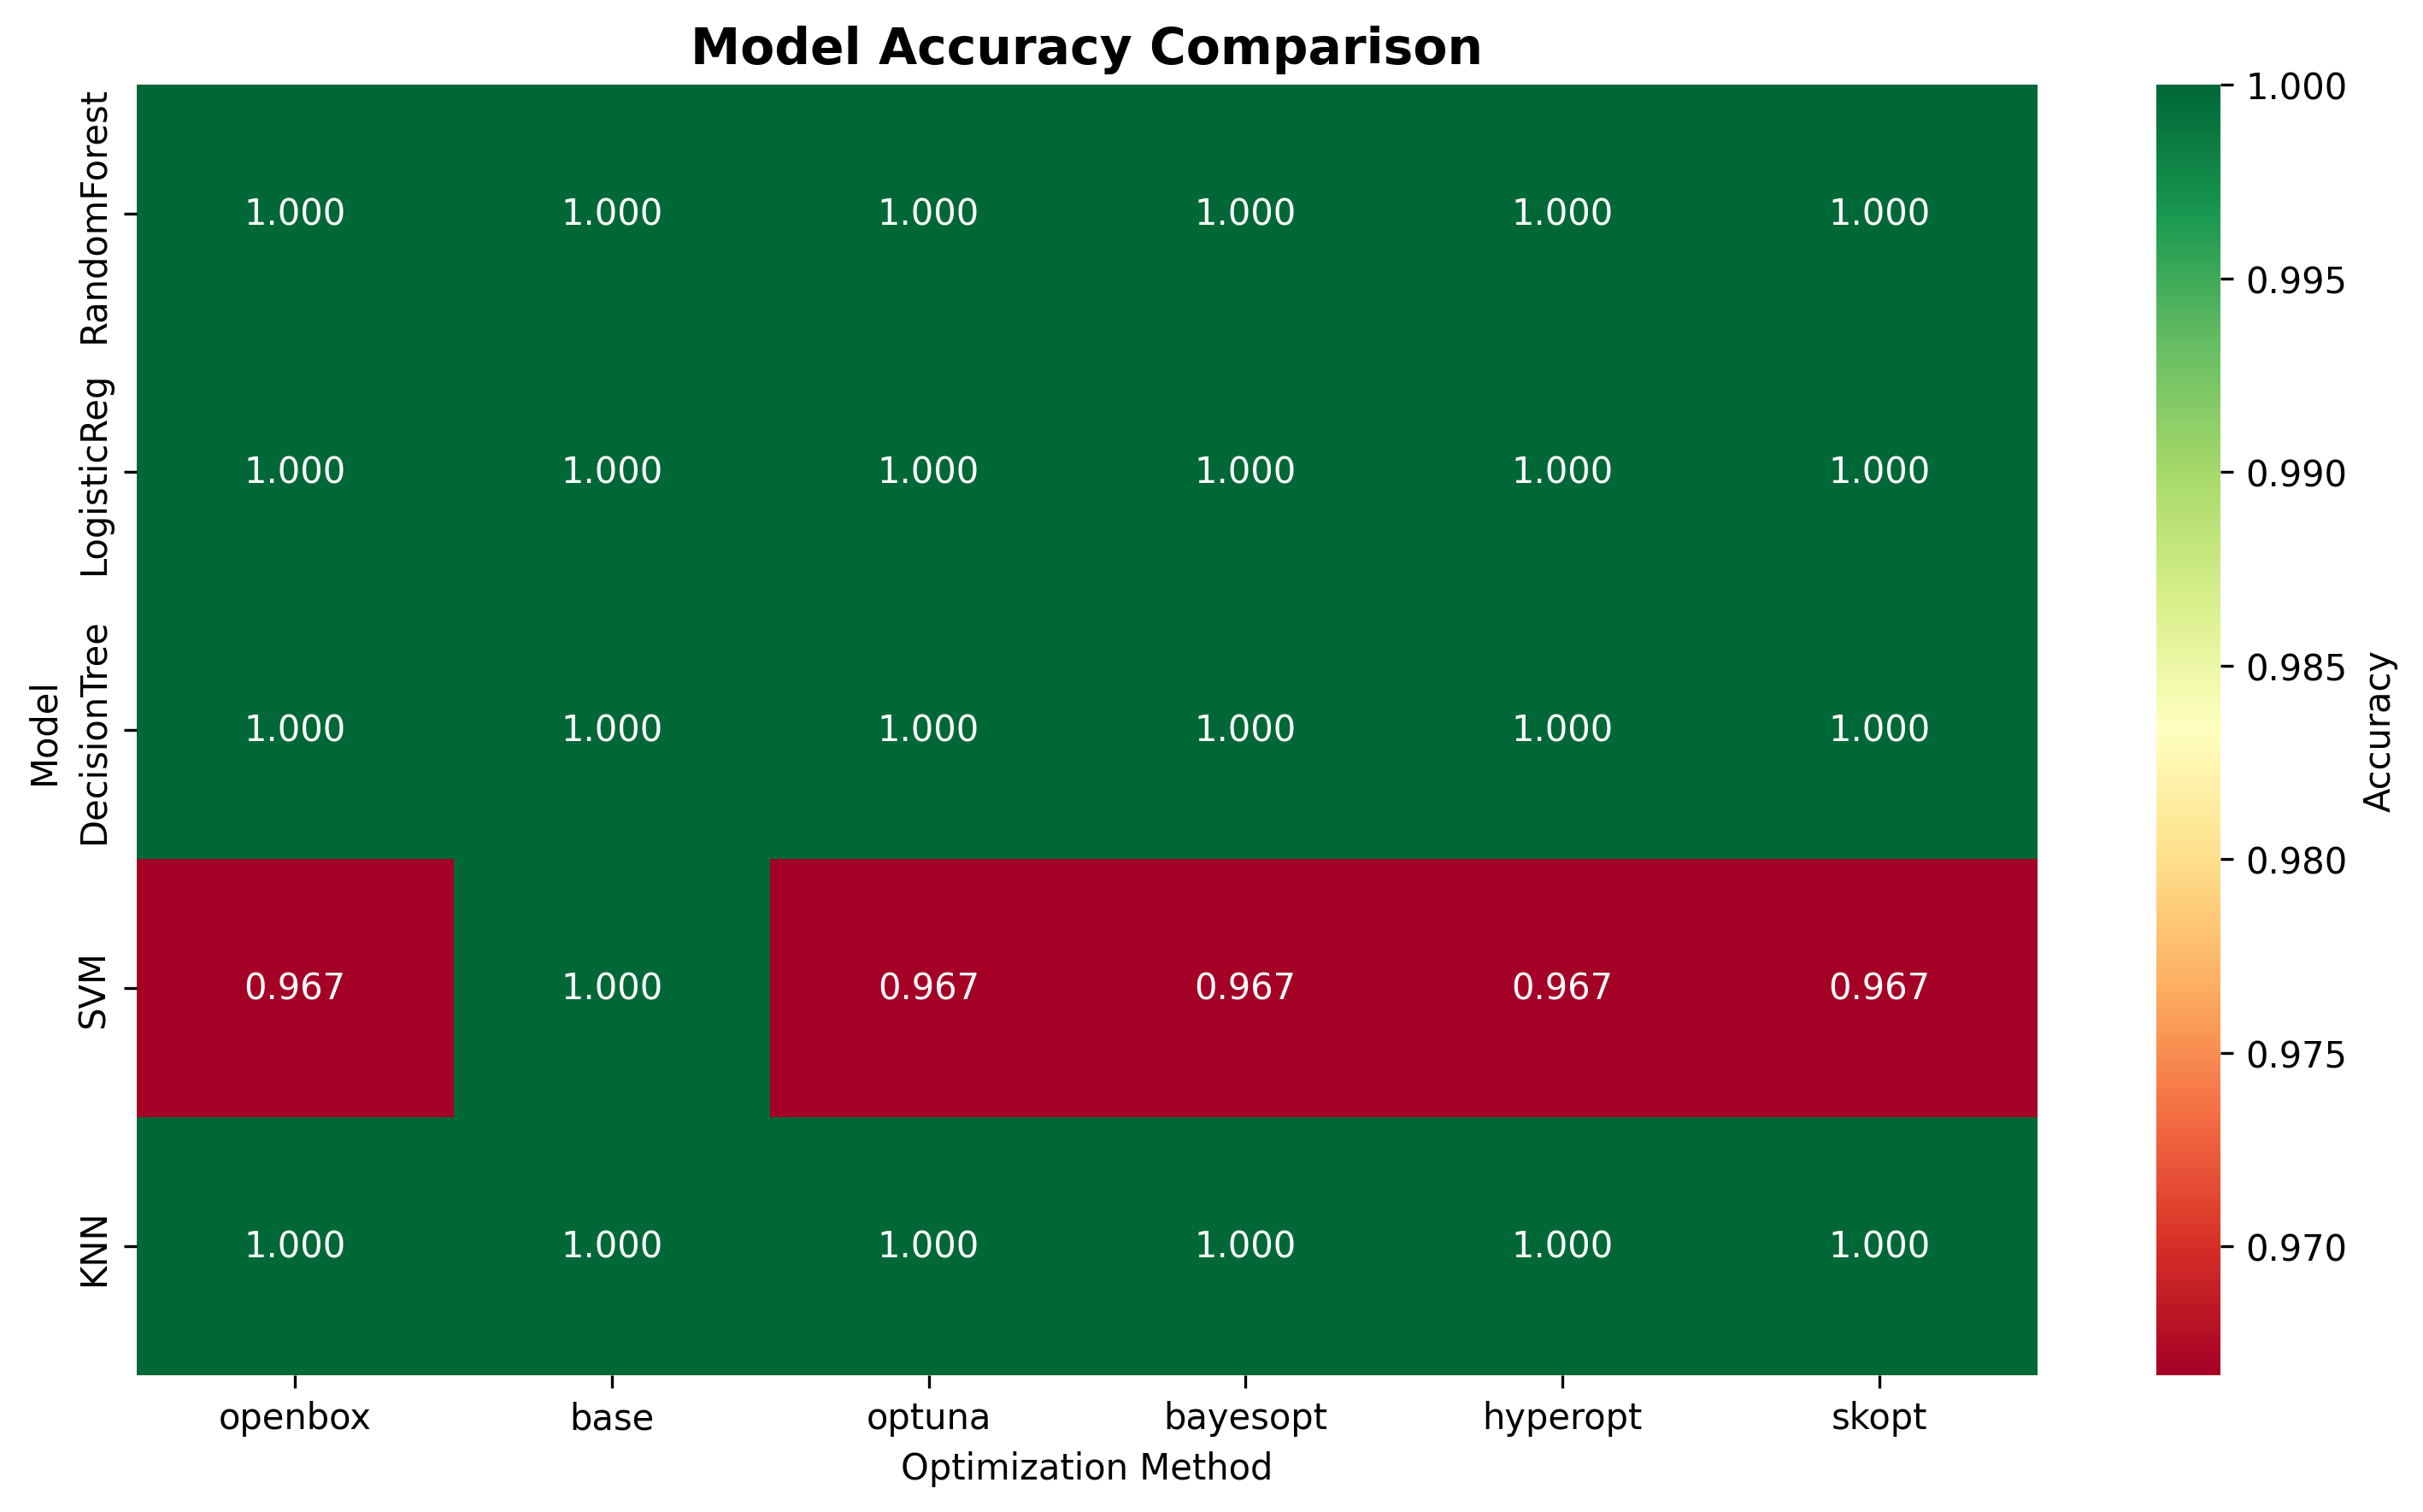 Model Accuracy Comparison
RandomForest
1.000 1.000 1.000 1.000 1.000 1.000
LogisticReg
1.000 1.000 1.000 1.000 1.000 1.000
DecisionTree
1.000 1.000 1.000 1.000 1.000 1.000
SVM
0.967 1.000 0.967 0.967 0.967 0.967
KNN
1.000 1.000 1.000 1.000 1.000 1.000
Model
openbox base optuna bayesopt hyperopt skopt
Optimization Method
1.000
0.995
0.990
0.985
0.980
0.975
0.970
Accuracy